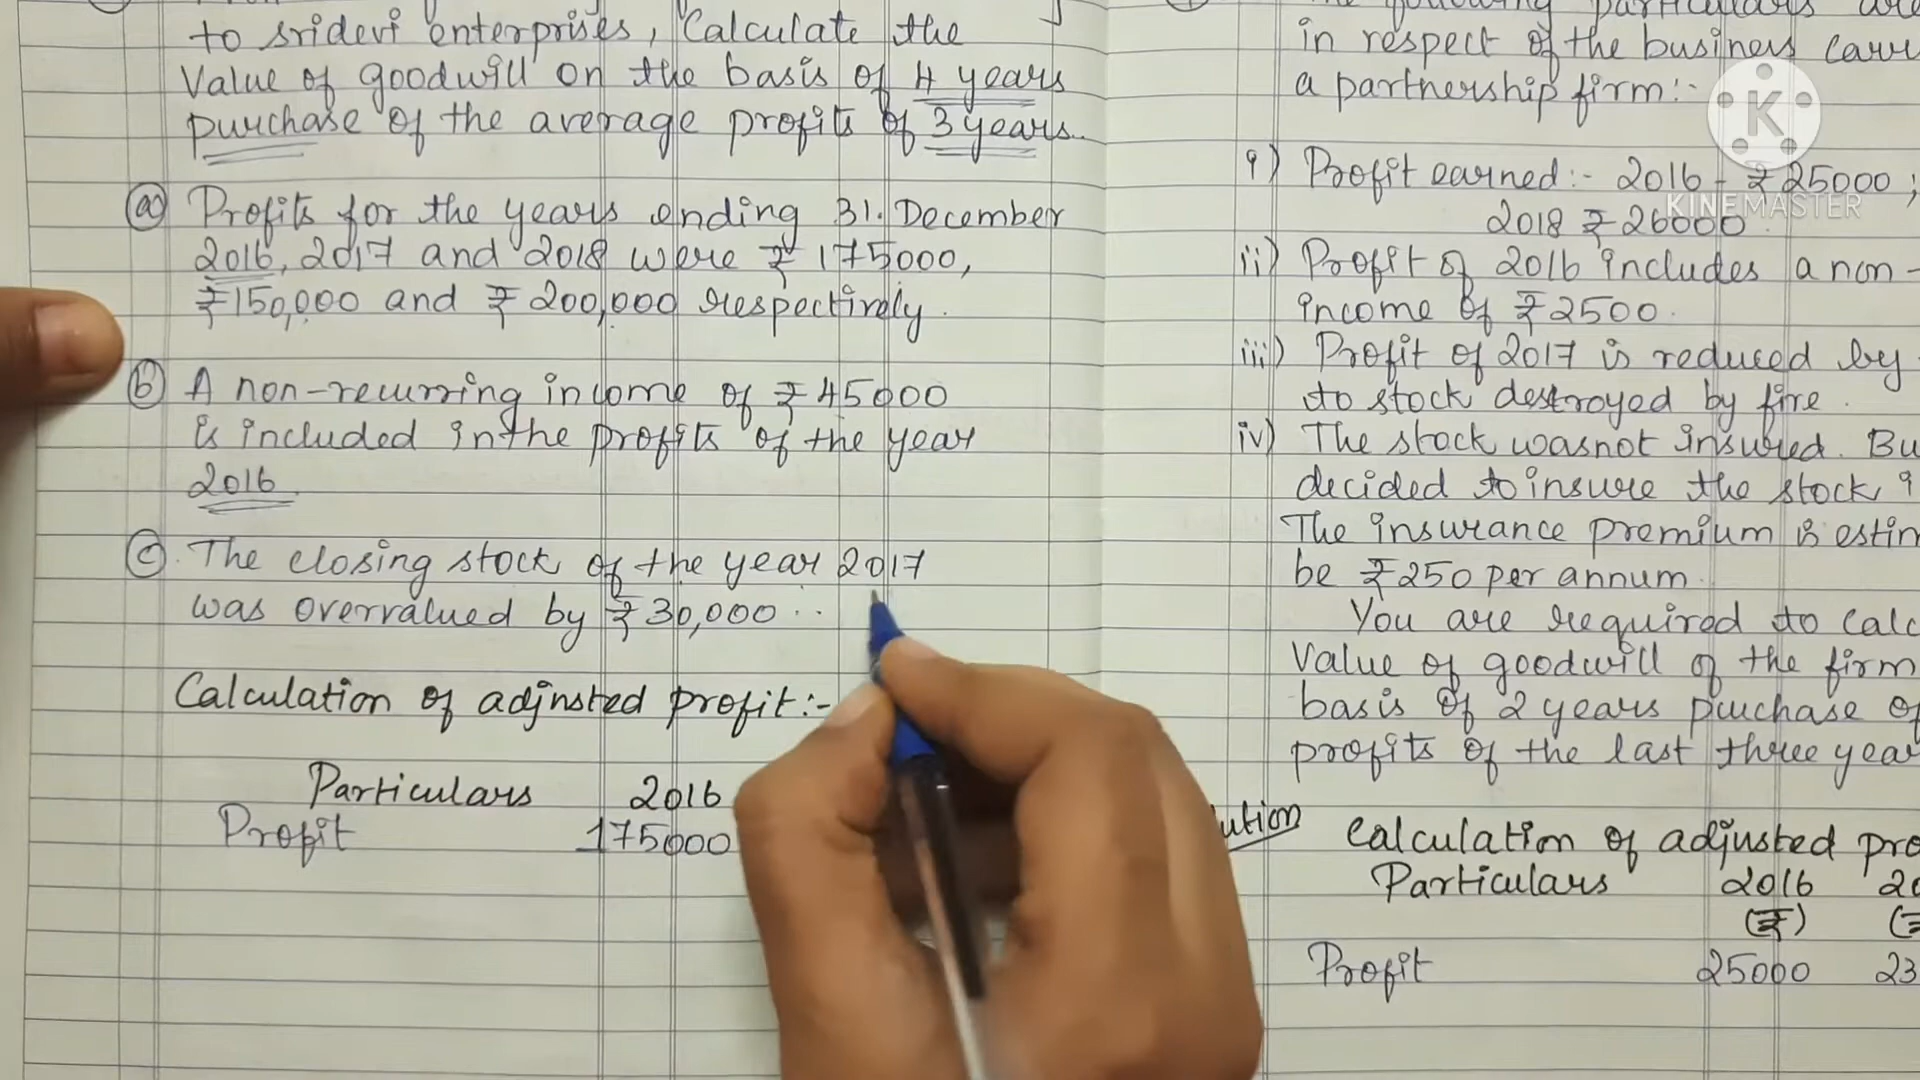 to sridevi enterprises, Calculate the
Value of goodwill on the basis of 4 years
purchase of the average profits of 3 years.
(a) Profits for the years ending 31. December
2016, 2017 and 2018 were ₹ 175000,
₹150,000 and ₹ 200,000 respectively.
(b) A non-recurring income of ₹ 45000
is included in the profits of the year
2016.
(c) The closing stock of the year 2017
was overvalued by ₹ 30,000 ..
Calculation of adjusted profit:-
Particulars 2016
Profit 175000
in respect of the business
a partnership firm:-
i) Profit earned:- 2016 - ₹ 25000;
2018 ₹ 26000.
ii) Profit of 2016 includes a non-
income of ₹ 2500.
iii) Profit of 2017 is reduced by
to stock destroyed by fire.
iv) The stock was not insured. Bu
decided to insure the stock
The insurance premium is estim
be ₹ 250 per annum.
You are required to calc
Value of goodwill of the firm
basis of 2 years purchase of
profits of the last three year
ution
Calculation of adjusted pro
Particulars 2016 20
(₹) (₹
Profit 25000 23
K
KINEMASTER